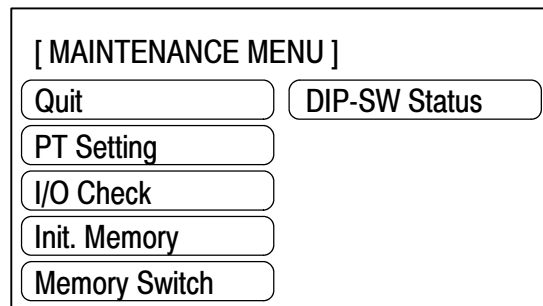 [ MAINTENANCE MENU ]
Quit DIP-SW Status
PT Setting
I/O Check
Init. Memory
Memory Switch